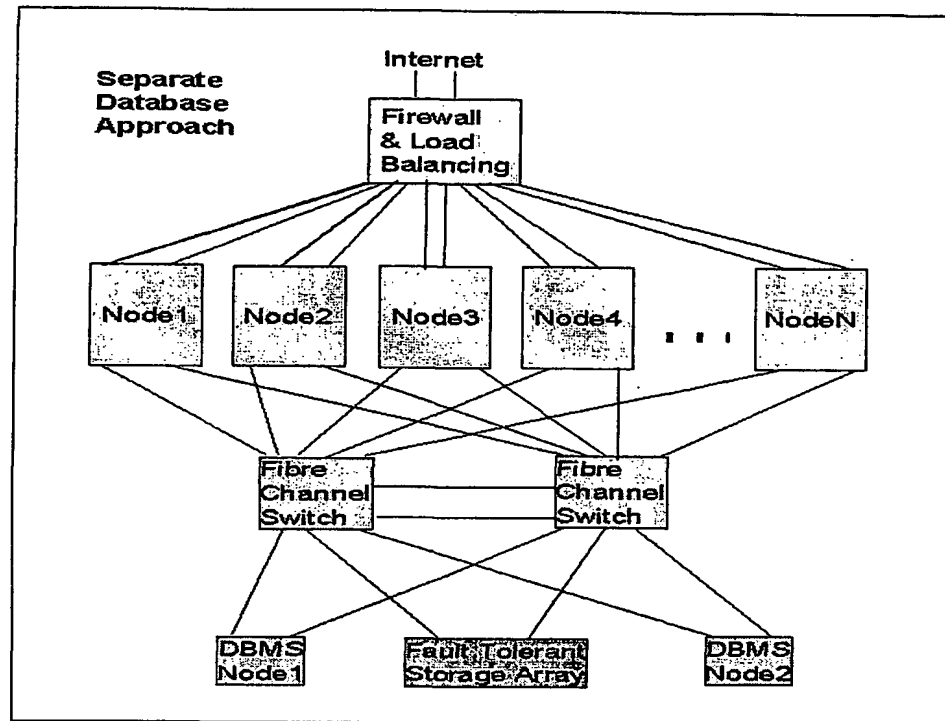 Internet
Separate
Database
Approach
Firewall
& Load
Balancing
Node1
Node2
Node3
Node4
. . .
NodeN
Fibre
Channel
Switch
Fibre
Channel
Switch
DBMS
Node1
Fault Tolerant
Storage Array
DBMS
Node2